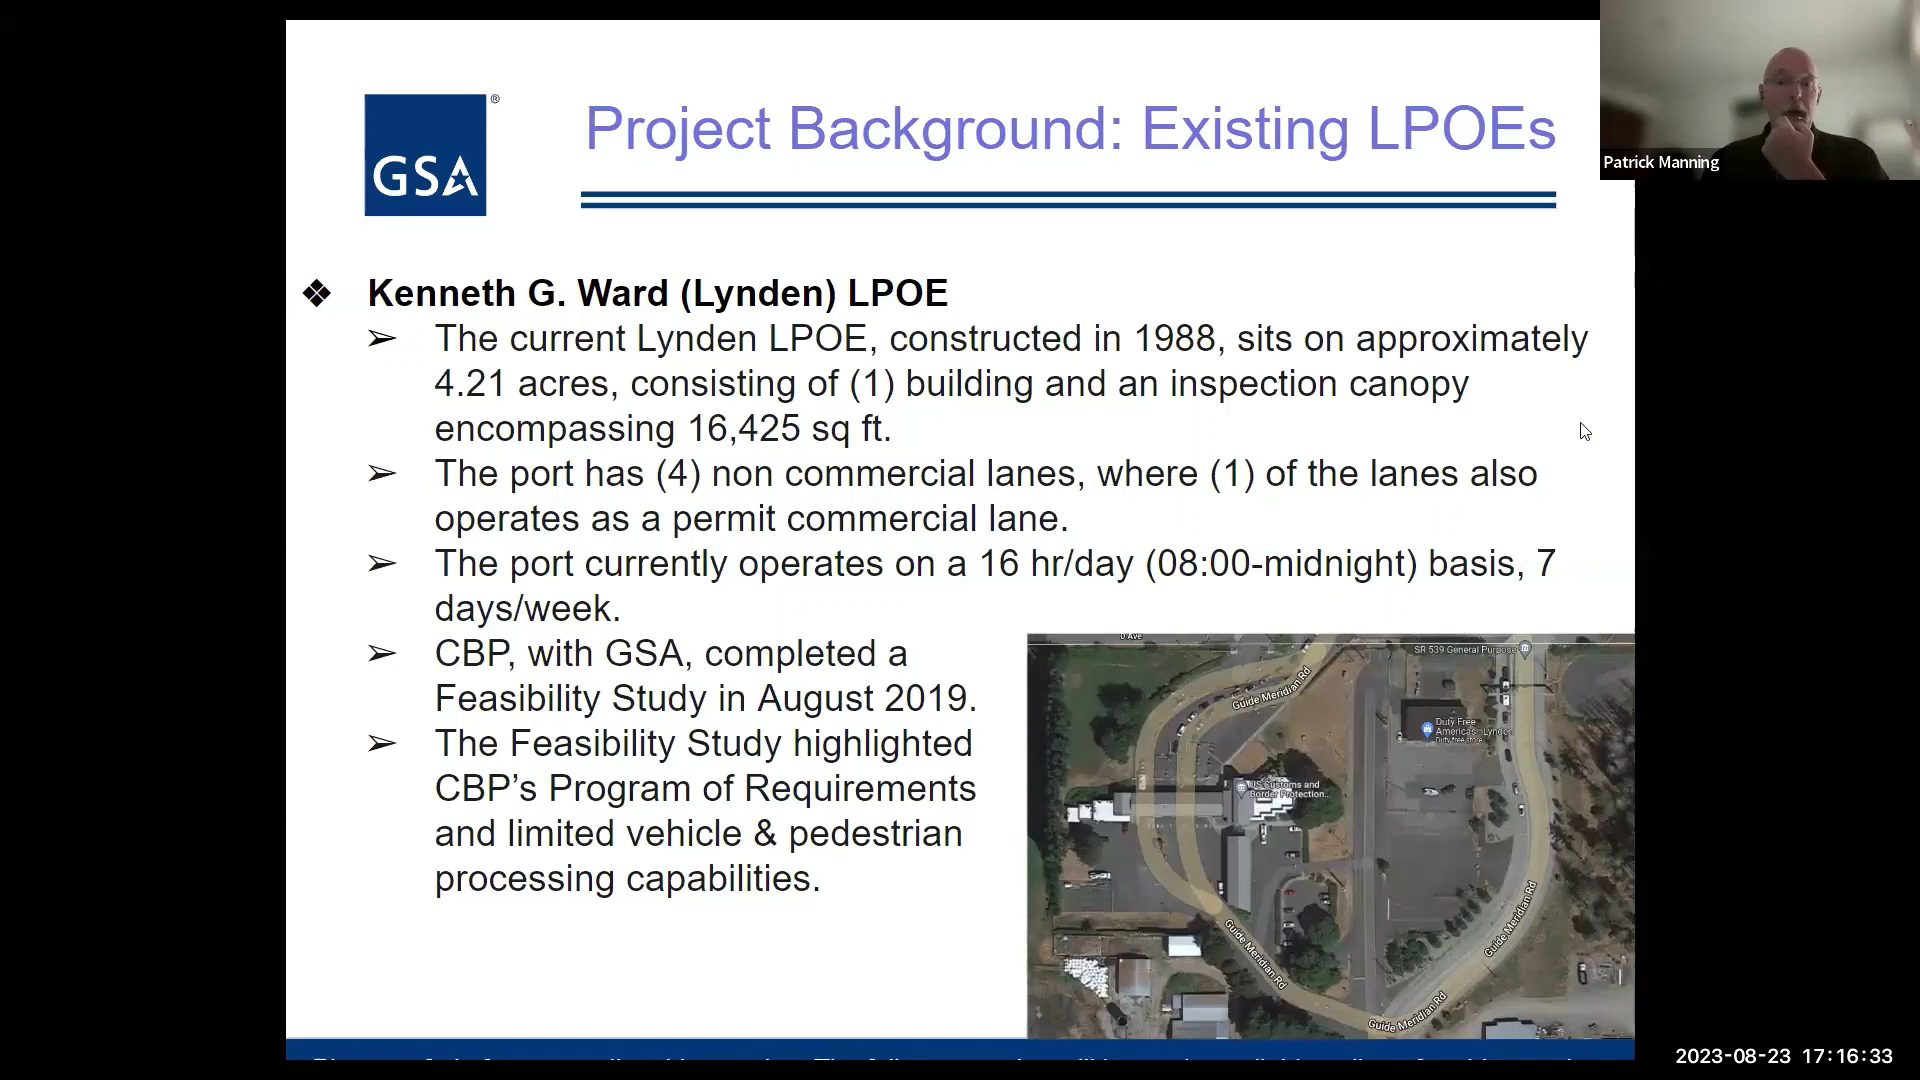 GSA
®
Project Background: Existing LPOEs
Patrick Manning
❖ Kenneth G. Ward (Lynden) LPOE
➢ The current Lynden LPOE, constructed in 1988, sits on approximately
4.21 acres, consisting of (1) building and an inspection canopy
encompassing 16,425 sq ft.
➢ The port has (4) non commercial lanes, where (1) of the lanes also
operates as a permit commercial lane.
➢ The port currently operates on a 16 hr/day (08:00-midnight) basis, 7
days/week.
➢ CBP, with GSA, completed a
Feasibility Study in August 2019.
➢ The Feasibility Study highlighted
CBP’s Program of Requirements
and limited vehicle & pedestrian
processing capabilities.
0 Ave
SR 539 General Purpose
Guide Meridian Rd
Duty Free
Americas - Lynden
Duty free store
US Customs and
Border Protection...
Guide Meridian Rd
Guide Meridian Rd
Guide Meridian Rd
2023-08-23 17:16:33